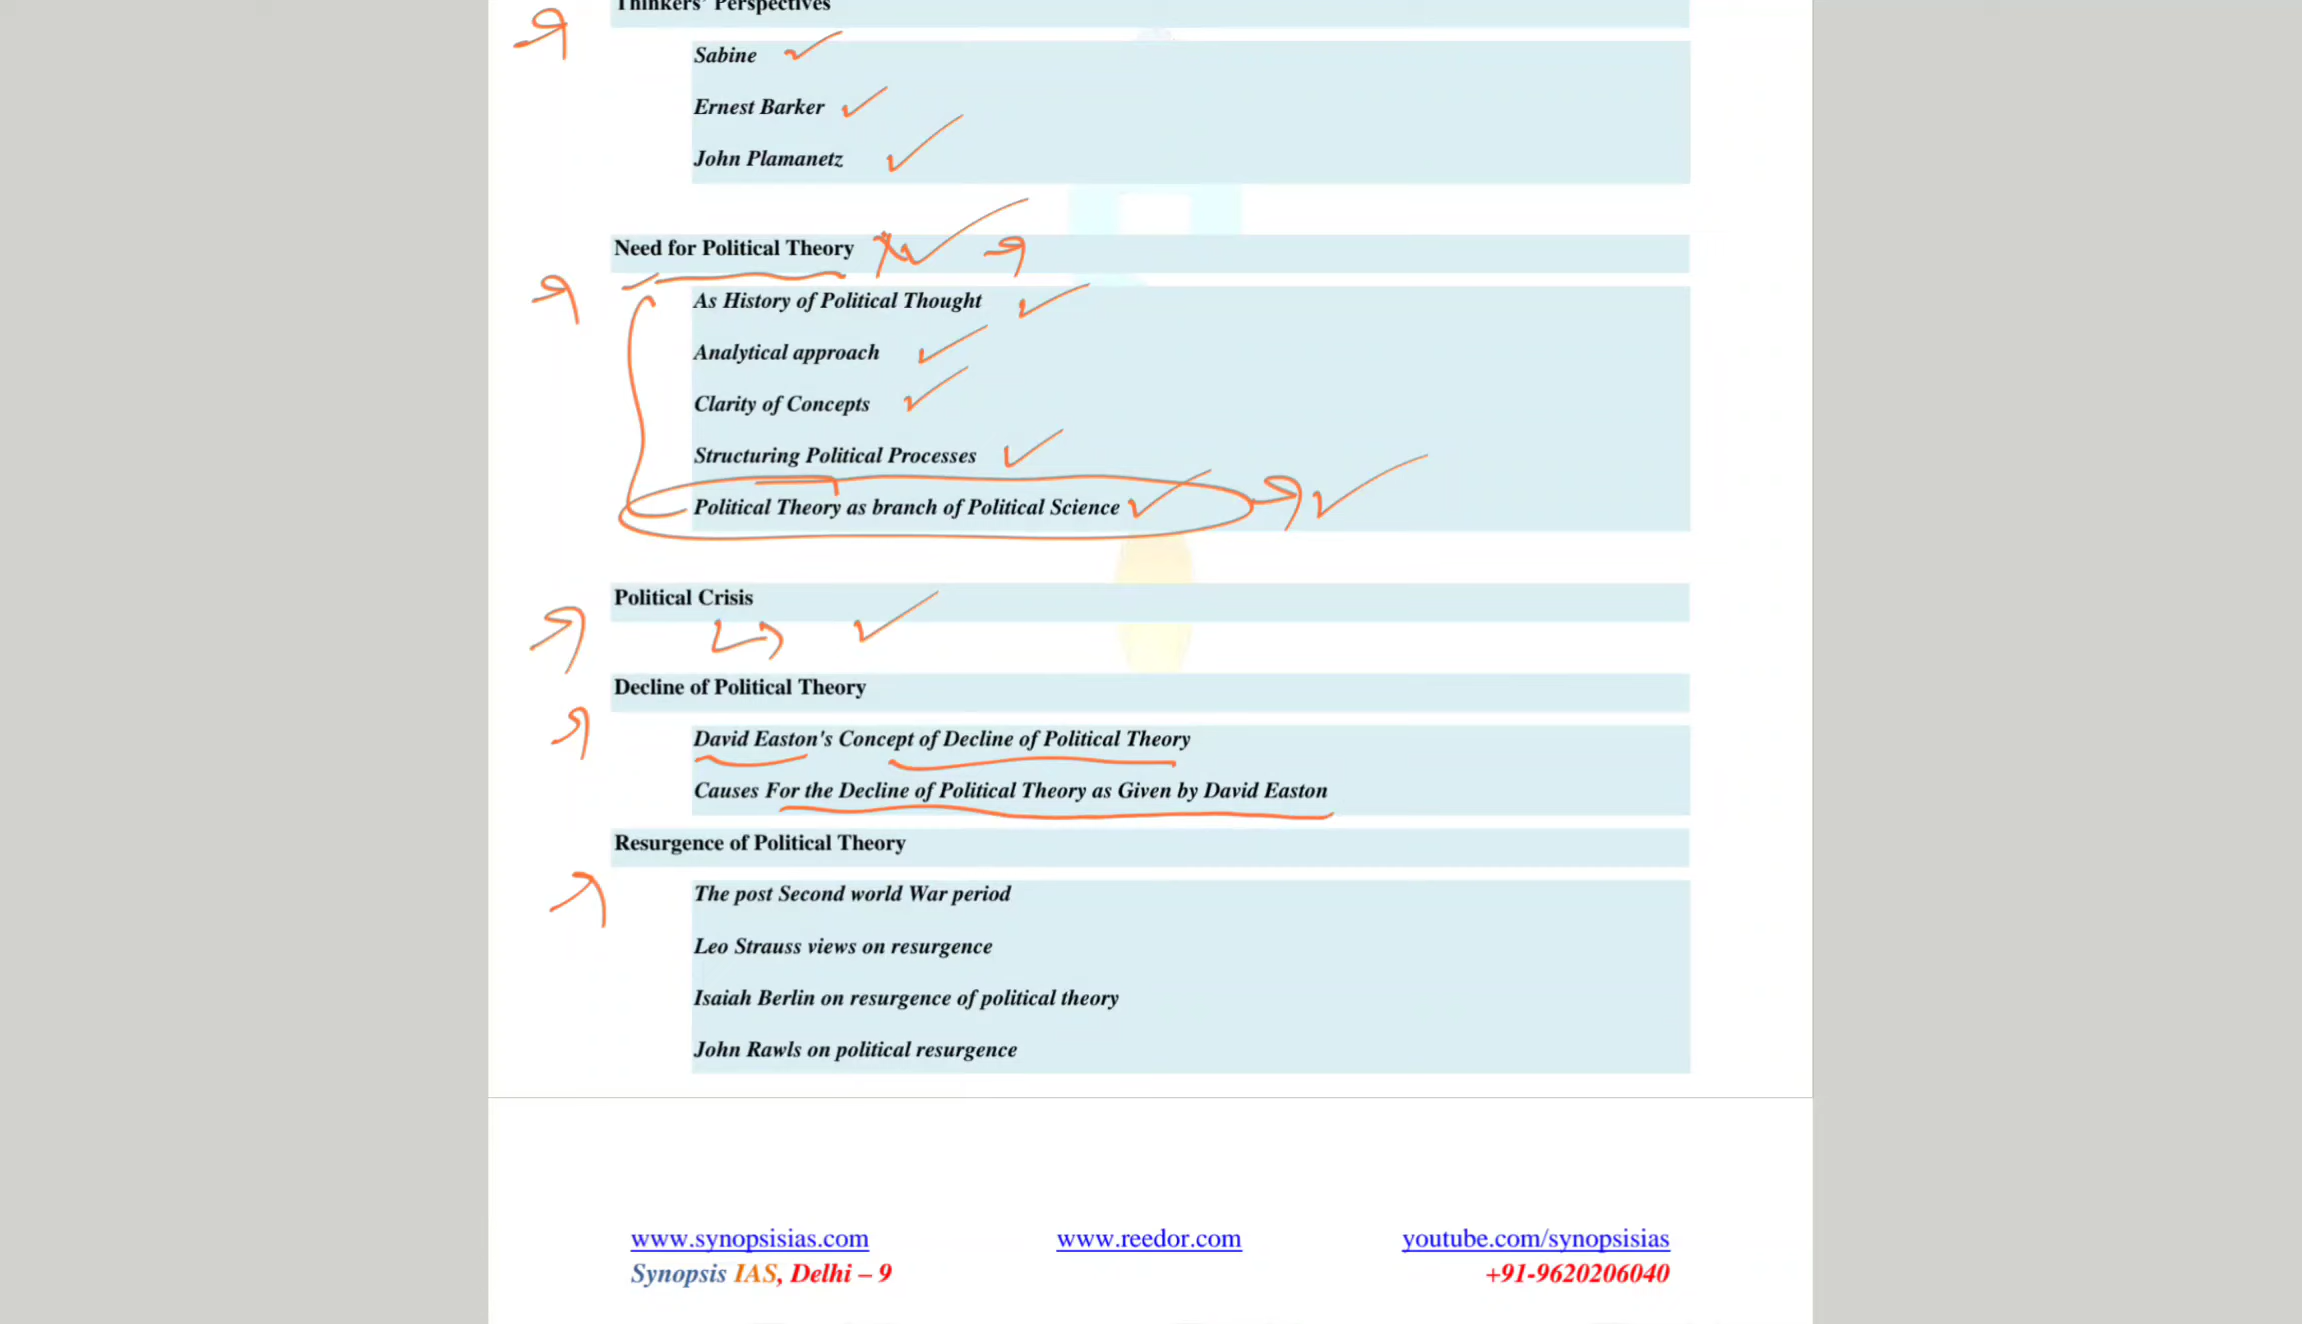 Thinkers' Perspectives
Sabine
Ernest Barker
John Plamanetz
Need for Political Theory
As History of Political Thought
Analytical approach
Clarity of Concepts
Structuring Political Processes
Political Theory as branch of Political Science
Political Crisis
Decline of Political Theory
David Easton's Concept of Decline of Political Theory
Causes For the Decline of Political Theory as Given by David Easton
Resurgence of Political Theory
The post Second world War period
Leo Strauss views on resurgence
Isaiah Berlin on resurgence of political theory
John Rawls on political resurgence
www.synopsisias.com www.reedor.com youtube.com/synopsisias
Synopsis IAS, Delhi – 9 +91-9620206040